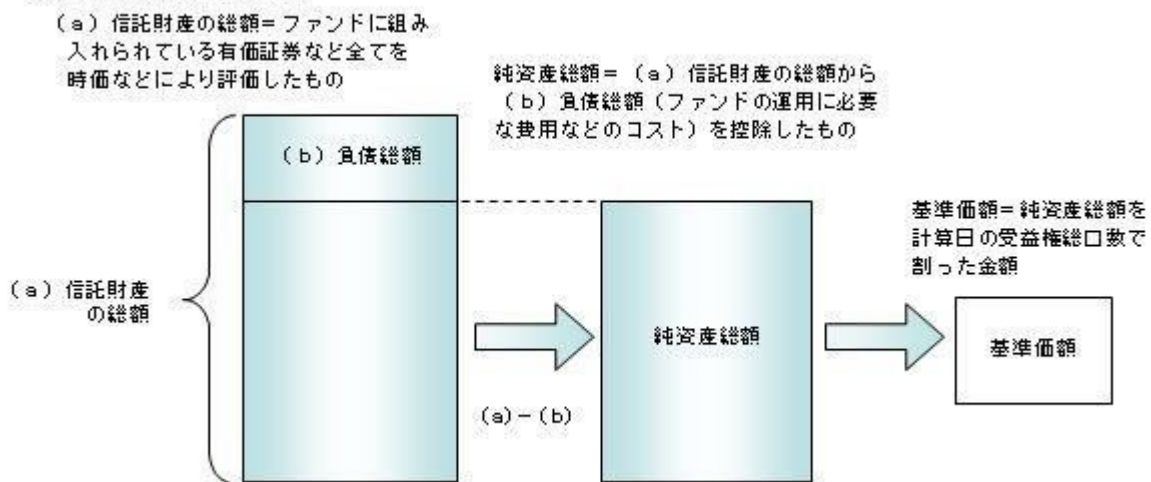 (a)信託財産の総額=ファンドに組み
入れられている有価証券など全てを
時価などにより評価したもの
純資産総額=(a)信託財産の総額から
(b)負債総額(ファンドの運用に必要
な費用などのコスト)を控除したもの
(b)負債総額
基準価額=純資産総額を
計算日の受益権総口数で
割った金額
(a)信託財産
の総額
純資産総額
基準価額
(a)-(b)